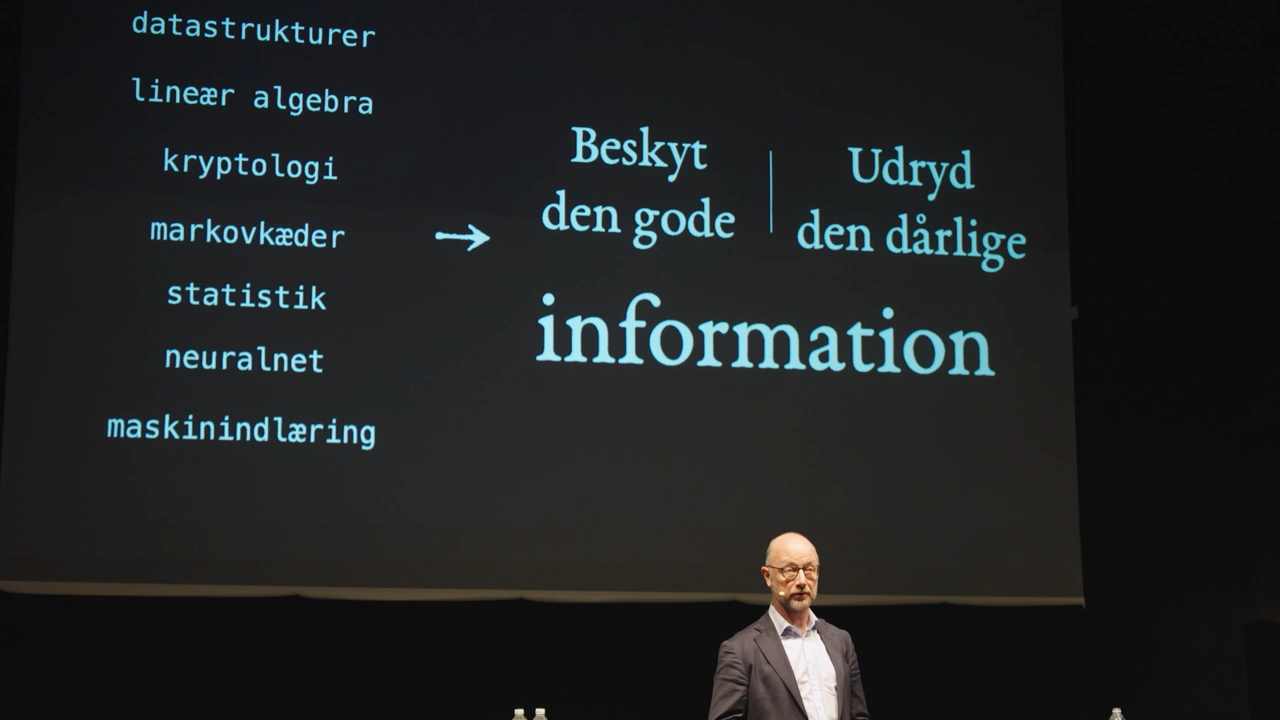 datastrukturer
lineær algebra
kryptologi
markovkæder
statistik
neuralnet
maskinindlæring
→
Beskyt
den gode
Udryd
den dårlige
information